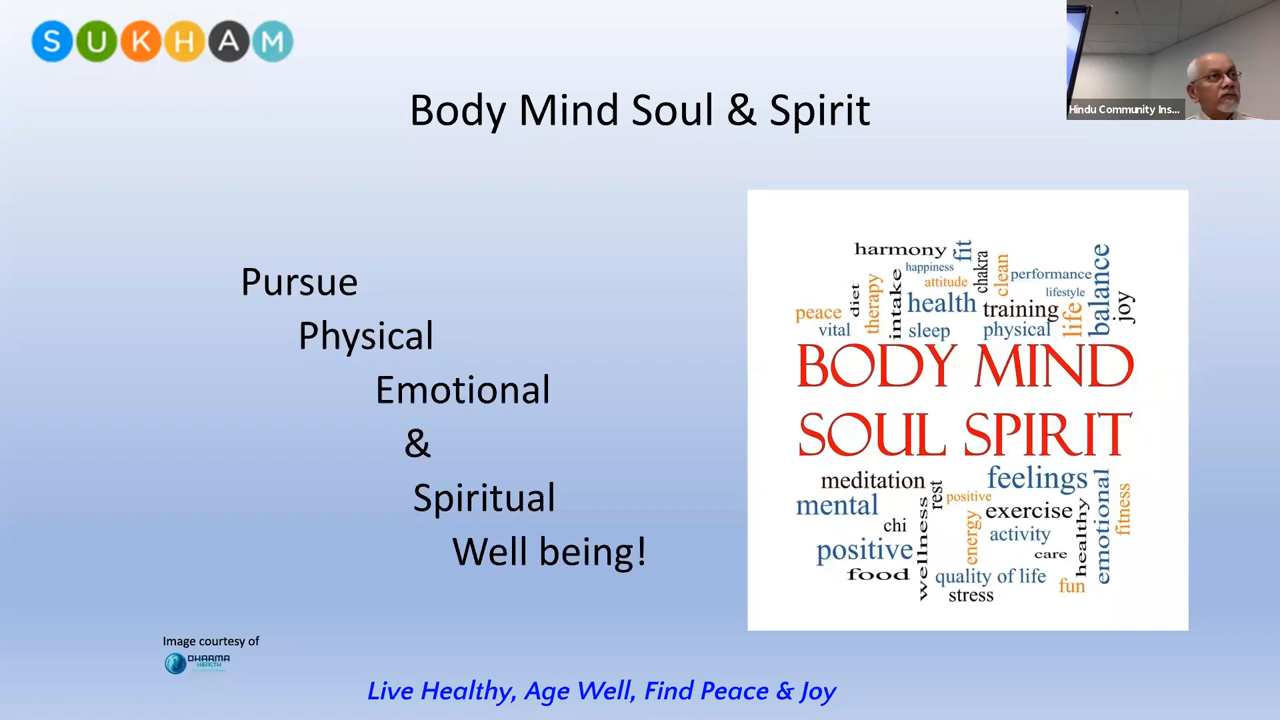 SUKHAM
Hindu Community Ins...
Body Mind Soul & Spirit
Pursue
Physical
Emotional
&
Spiritual
Well being!
harmony
fit
happiness
chakra
clean
performance
balance
diet
therapy
intake
attitude
health
lifestyle
training
life
joy
peace
vital
sleep
physical
BODY MIND
SOUL SPIRIT
meditation
feelings
mental
rest
positive
exercise
healthy
emotional
fitness
chi
wellness
energy
activity
positive
care
food
quality of life
fun
stress
Image courtesy of
DHARMA
HEALTH
Live Healthy, Age Well, Find Peace & Joy